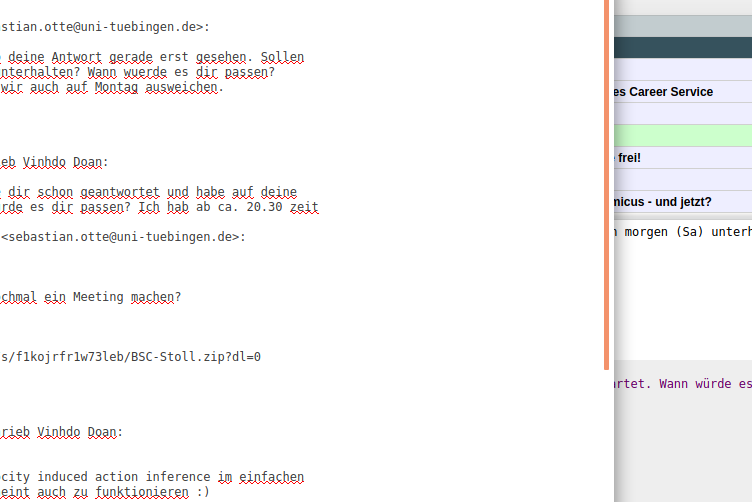 stian.otte@uni-tuebingen.de>:
deine Antwort gerade erst gesehen. Sollen
nterhalten? Wann wuerde es dir passen?
wir auch auf Montag ausweichen.
eb Vinhdo Doan:
dir schon geantwortet und habe auf deine
rde es dir passen? Ich hab ab ca. 20.30 zeit
<sebastian.otte@uni-tuebingen.de>:
chmal ein Meeting machen?
s/f1kojrfr1w73leb/BSC-Stoll.zip?dl=0
rieb Vinhdo Doan:
city induced action inference im einfachen
eint auch zu funktionieren :)
es Career Service
frei!
micus - und jetzt?
n morgen (Sa) unterh
artet. Wann würde es